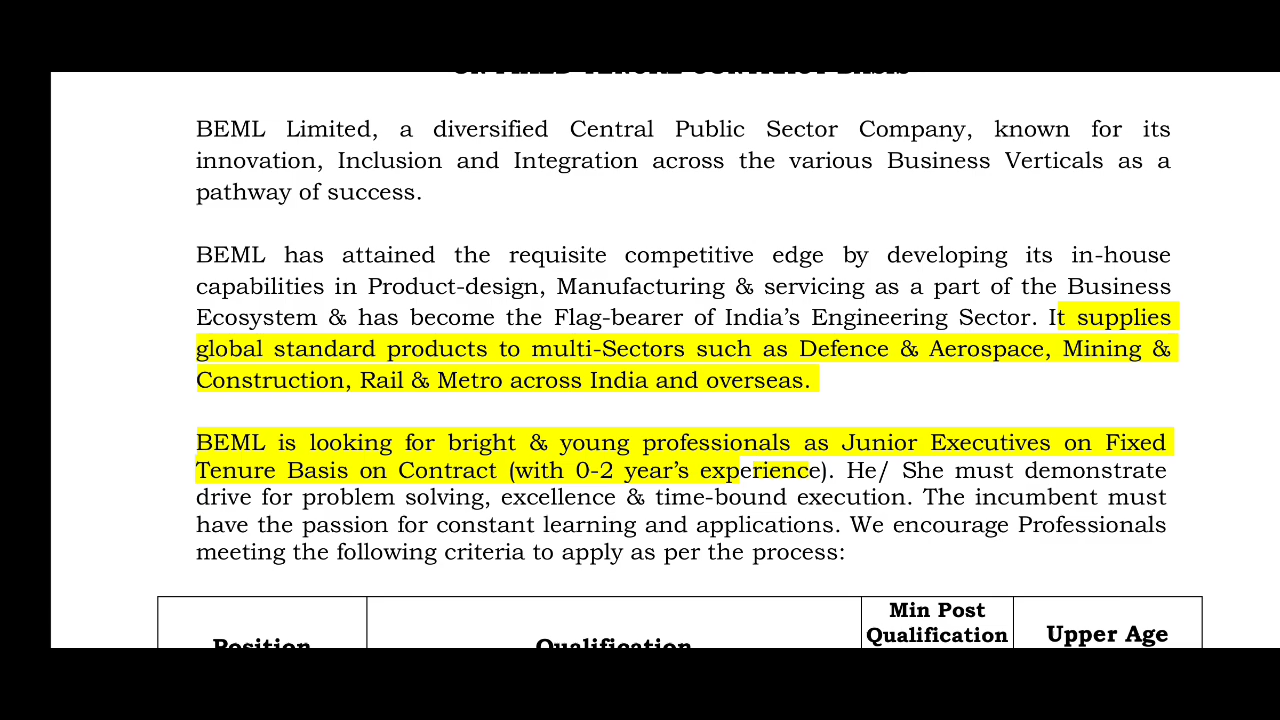 ON FIXED TENURE CONTRACT BASIS
BEML Limited, a diversified Central Public Sector Company, known for its
innovation, Inclusion and Integration across the various Business Verticals as a
pathway of success.
BEML has attained the requisite competitive edge by developing its in-house
capabilities in Product-design, Manufacturing & servicing as a part of the Business
Ecosystem & has become the Flag-bearer of India's Engineering Sector. It supplies
global standard products to multi-Sectors such as Defence & Aerospace, Mining &
Construction, Rail & Metro across India and overseas.
BEML is looking for bright & young professionals as Junior Executives on Fixed
Tenure Basis on Contract (with 0-2 year's experience). He/ She must demonstrate
drive for problem solving, excellence & time-bound execution. The incumbent must
have the passion for constant learning and applications. We encourage Professionals
meeting the following criteria to apply as per the process:
Position
Qualification
Min Post
Qualification
Upper Age